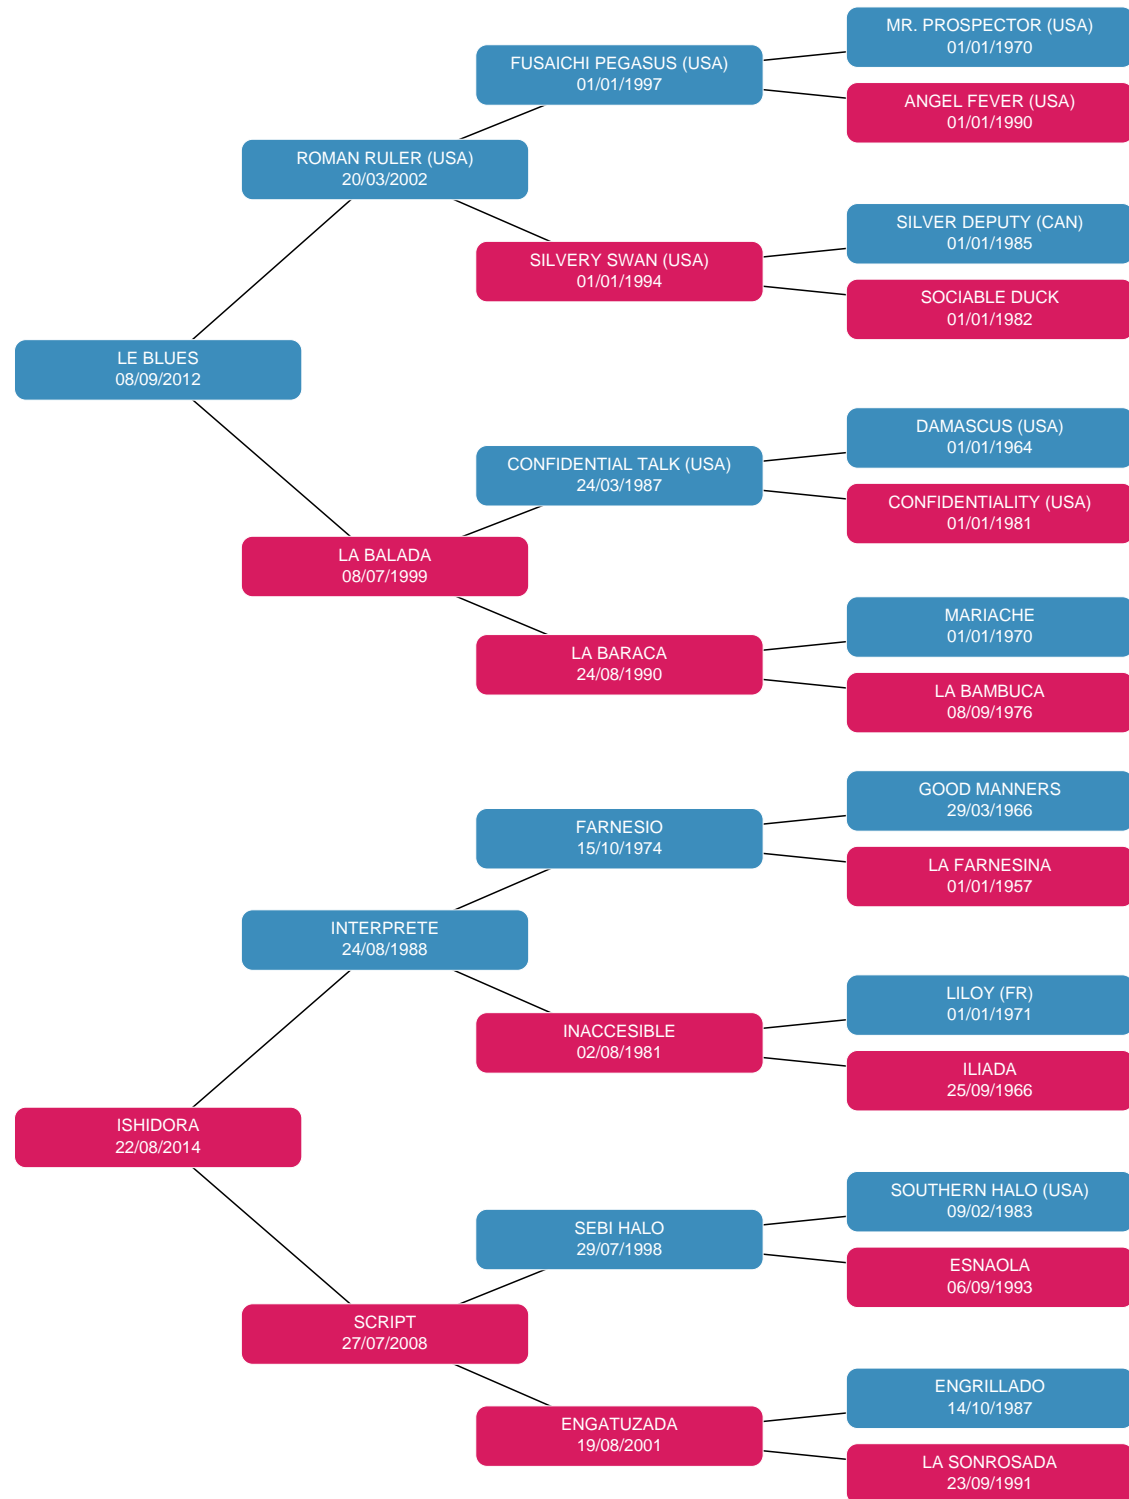 MR. PROSPECTOR (USA)
01/01/1970
FUSAICHI PEGASUS (USA)
01/01/1997
ANGEL FEVER (USA)
01/01/1990
ROMAN RULER (USA)
20/03/2002
SILVER DEPUTY (CAN)
01/01/1985
SILVERY SWAN (USA)
01/01/1994
SOCIABLE DUCK
01/01/1982
LE BLUES
08/09/2012
DAMASCUS (USA)
01/01/1964
CONFIDENTIAL TALK (USA)
24/03/1987
CONFIDENTIALITY (USA)
01/01/1981
LA BALADA
08/07/1999
MARIACHE
01/01/1970
LA BARACA
24/08/1990
LA BAMBUCA
08/09/1976
GOOD MANNERS
29/03/1966
FARNESIO
15/10/1974
LA FARNESINA
01/01/1957
INTERPRETE
24/08/1988
LILOY (FR)
01/01/1971
INACCESIBLE
02/08/1981
ILIADA
25/09/1966
ISHIDORA
22/08/2014
SOUTHERN HALO (USA)
09/02/1983
SEBI HALO
29/07/1998
ESNAOLA
06/09/1993
SCRIPT
27/07/2008
ENGRILLADO
14/10/1987
ENGATUZADA
19/08/2001
LA SONROSADA
23/09/1991